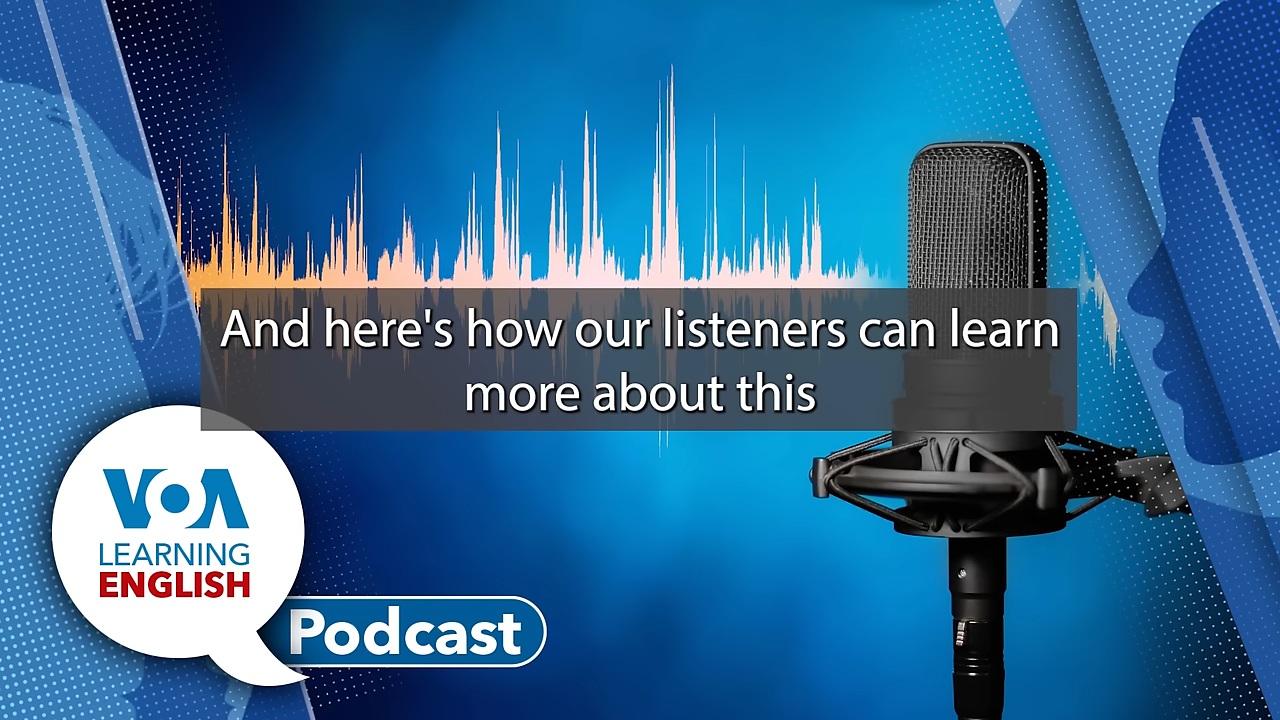 And here's how our listeners can learn
more about this
VOA
LEARNING
ENGLISH
Podcast